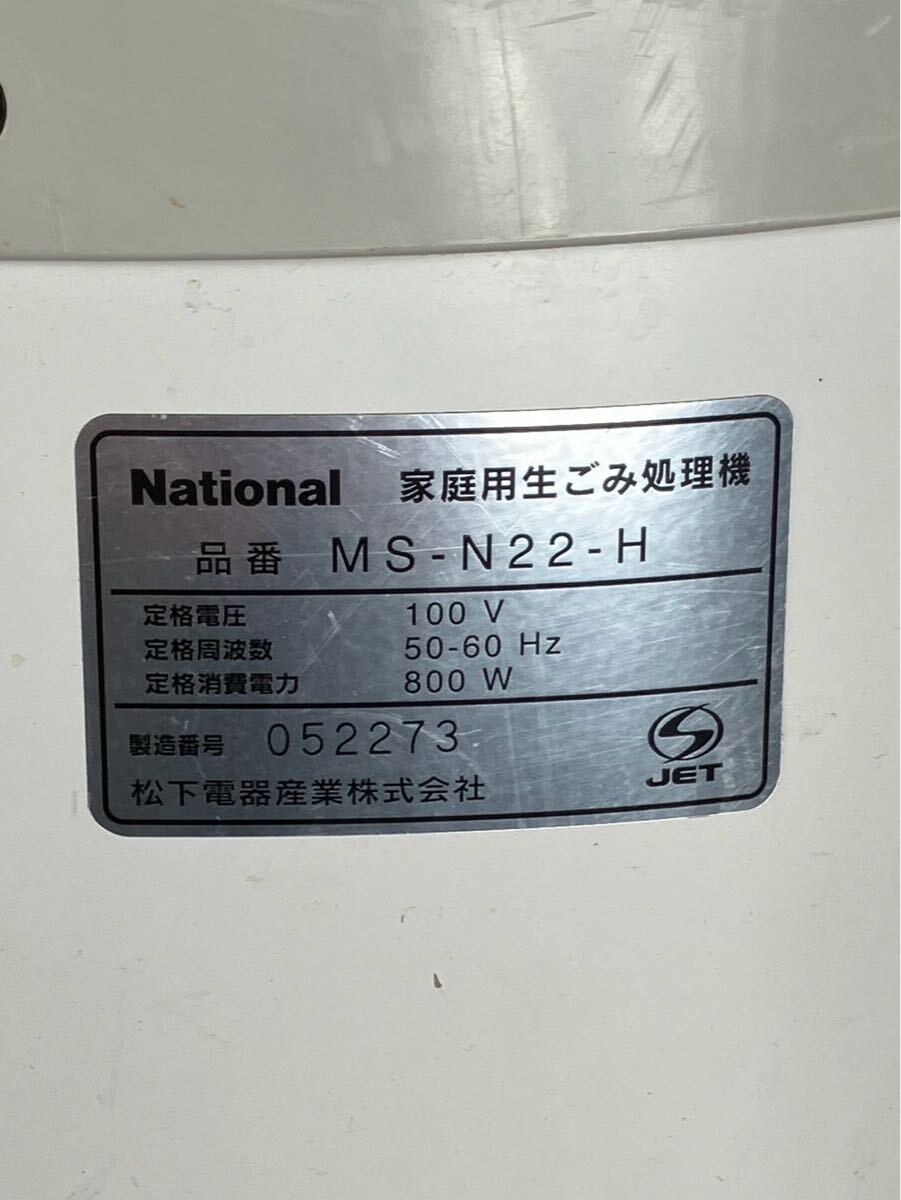 National 家庭用生ごみ処理機
品番 MS-N22-H
定格電圧 100 V
定格周波数 50-60 Hz
定格消費電力 800 W
製造番号 052273
JET
松下電器産業株式会社